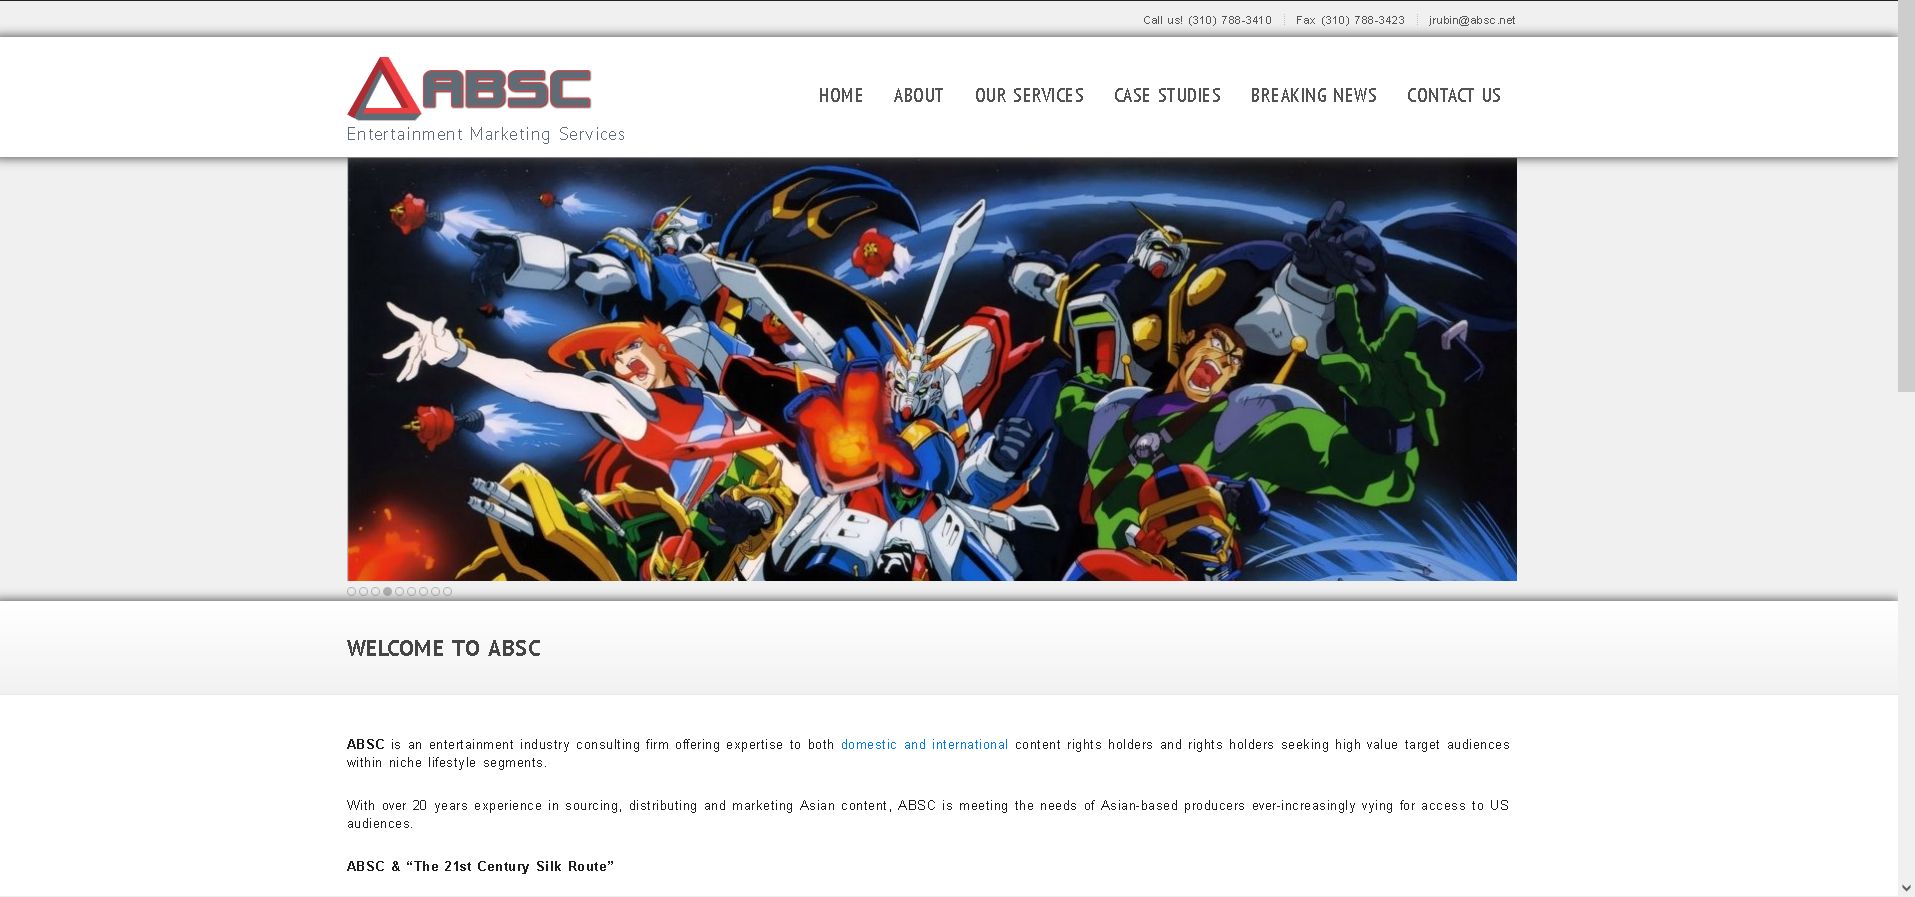 Call us! (310) 788-3410 Fax (310) 788-3423 jrubin@absc.net
ABSC
Entertainment Marketing Services
HOME ABOUT OUR SERVICES CASE STUDIES BREAKING NEWS CONTACT US
WELCOME TO ABSC
ABSC is an entertainment industry consulting firm offering expertise to both domestic and international content rights holders and rights holders seeking high value target audiences
within niche lifestyle segments.
With over 20 years experience in sourcing, distributing and marketing Asian content, ABSC is meeting the needs of Asian-based producers ever-increasingly vying for access to US
audiences.
ABSC & “The 21st Century Silk Route”